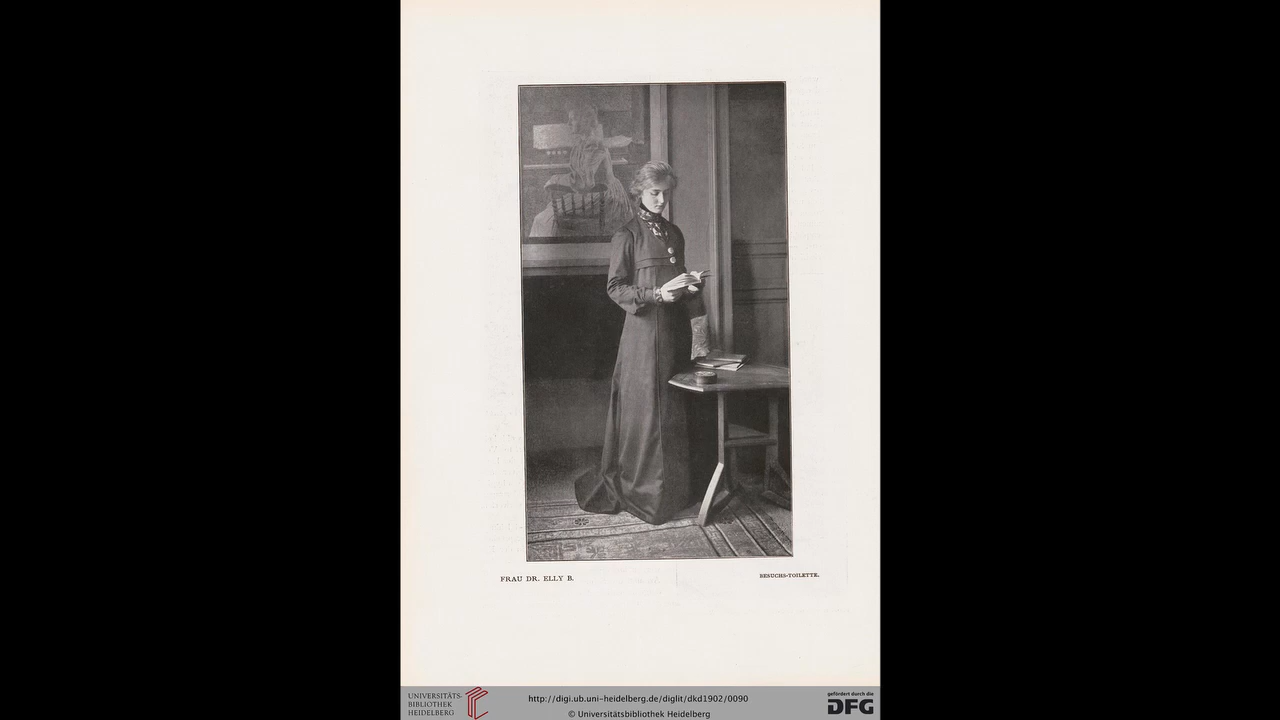 FRAU DR. ELLY B.
BESUCHS-TOILETTE.
UNIVERSITÄTS-
BIBLIOTHEK
HEIDELBERG
http://digi.ub.uni-heidelberg.de/diglit/dkd1902/0090
© Universitätsbibliothek Heidelberg
gefördert durch die
DFG